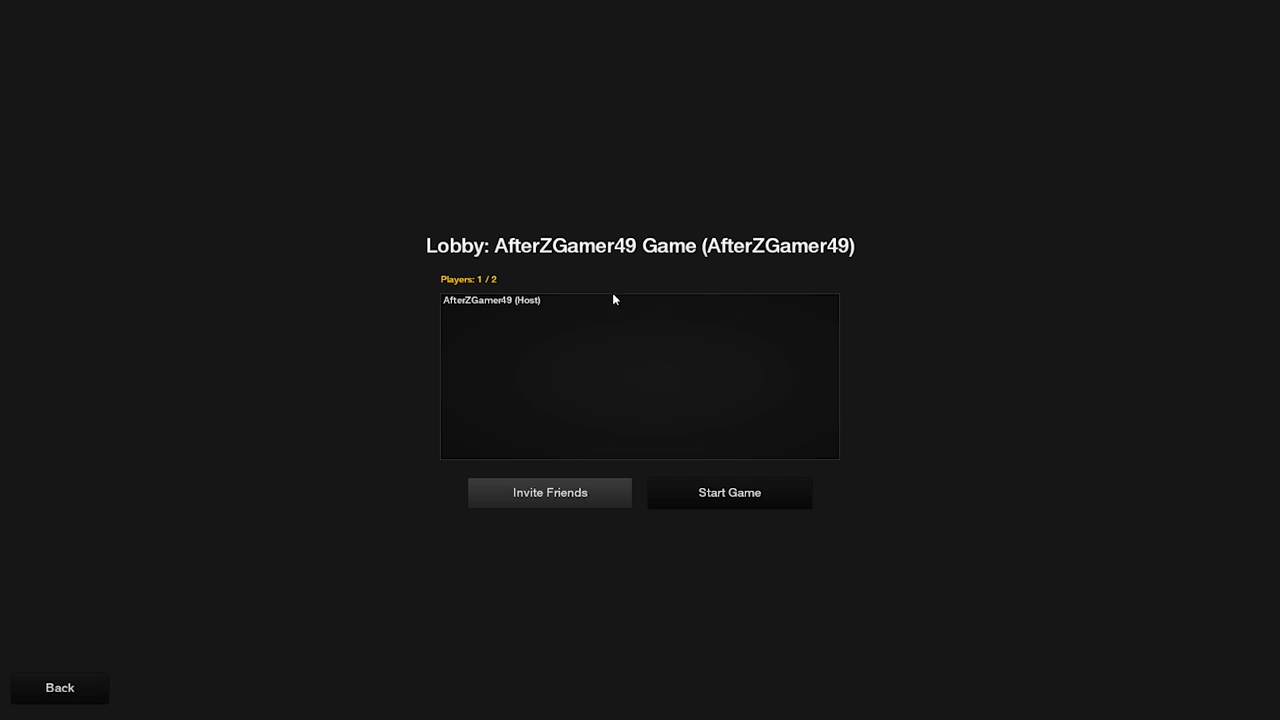 Lobby: AfterZGamer49 Game (AfterZGamer49)
Players: 1 / 2
AfterZGamer49 (Host)
Invite Friends
Start Game
Back